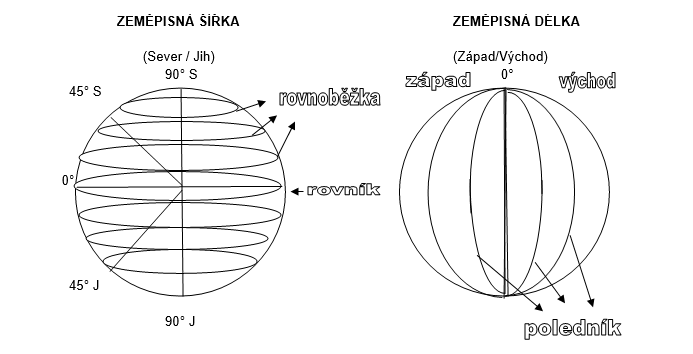 ZEMĚPISNÁ ŠÍŘKA
(Sever / Jih)
90° S
45° S
rovnoběžka
0°
rovník
45° J
90° J
ZEMĚPISNÁ DÉLKA
(Západ/Východ)
západ
0°
východ
poledník